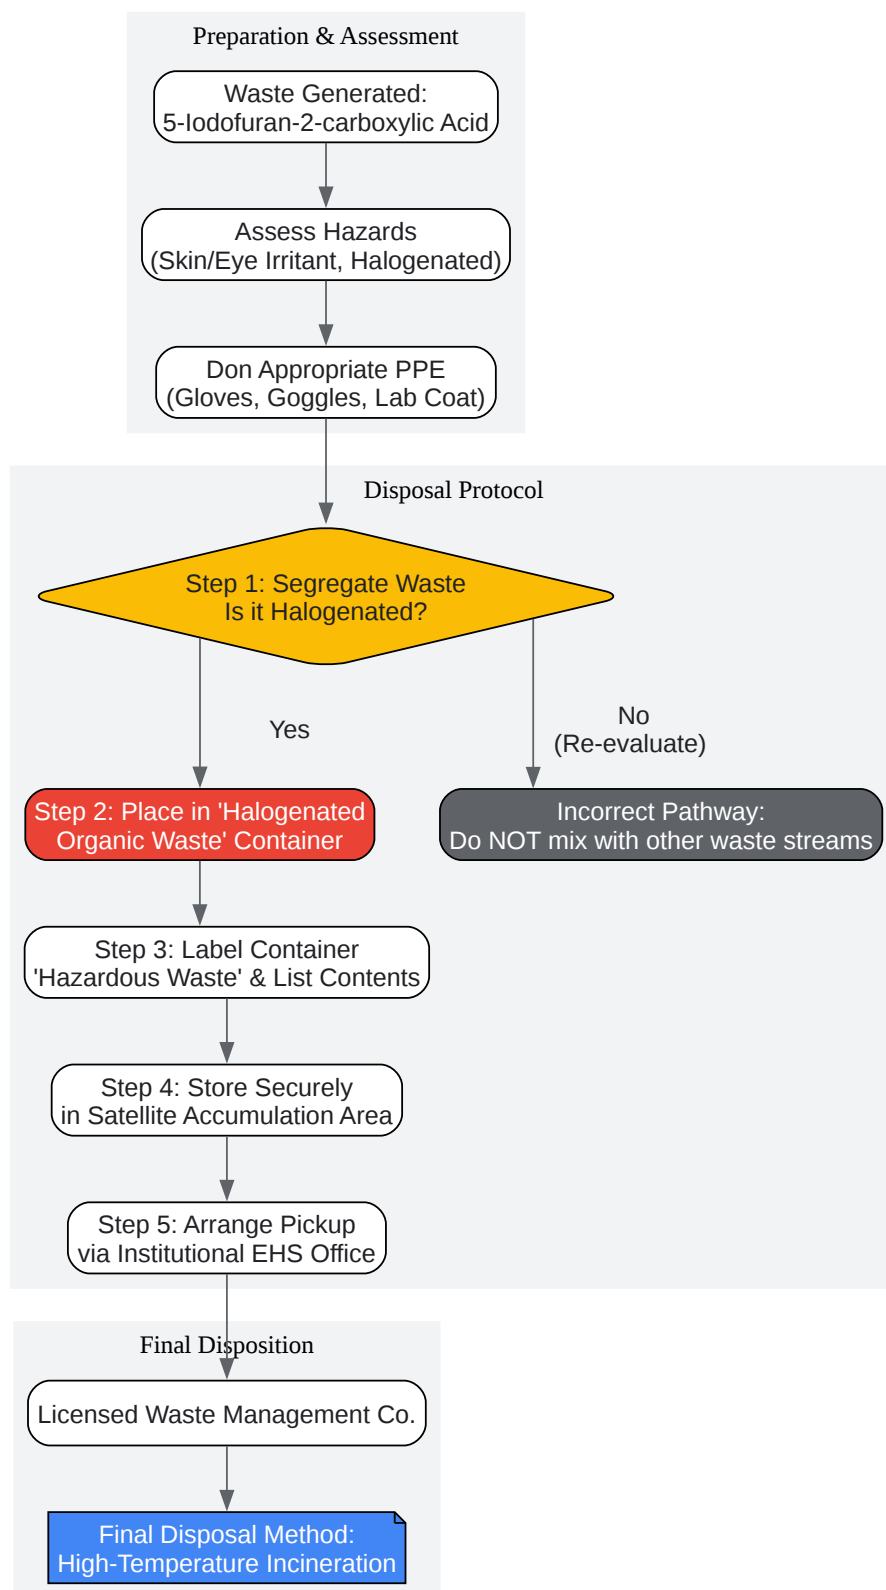 Preparation & Assessment
Waste Generated:
5-Iodofuran-2-carboxylic Acid
Assess Hazards
(Skin/Eye Irritant, Halogenated)
Don Appropriate PPE
(Gloves, Goggles, Lab Coat)
Disposal Protocol
Step 1: Segregate Waste
Is it Halogenated?
Yes
No
(Re-evaluate)
Step 2: Place in 'Halogenated
Organic Waste' Container
Incorrect Pathway:
Do NOT mix with other waste streams
Step 3: Label Container
'Hazardous Waste' & List Contents
Step 4: Store Securely
in Satellite Accumulation Area
Step 5: Arrange Pickup
via Institutional EHS Office
Final Disposition
Licensed Waste Management Co.
Final Disposal Method:
High-Temperature Incineration